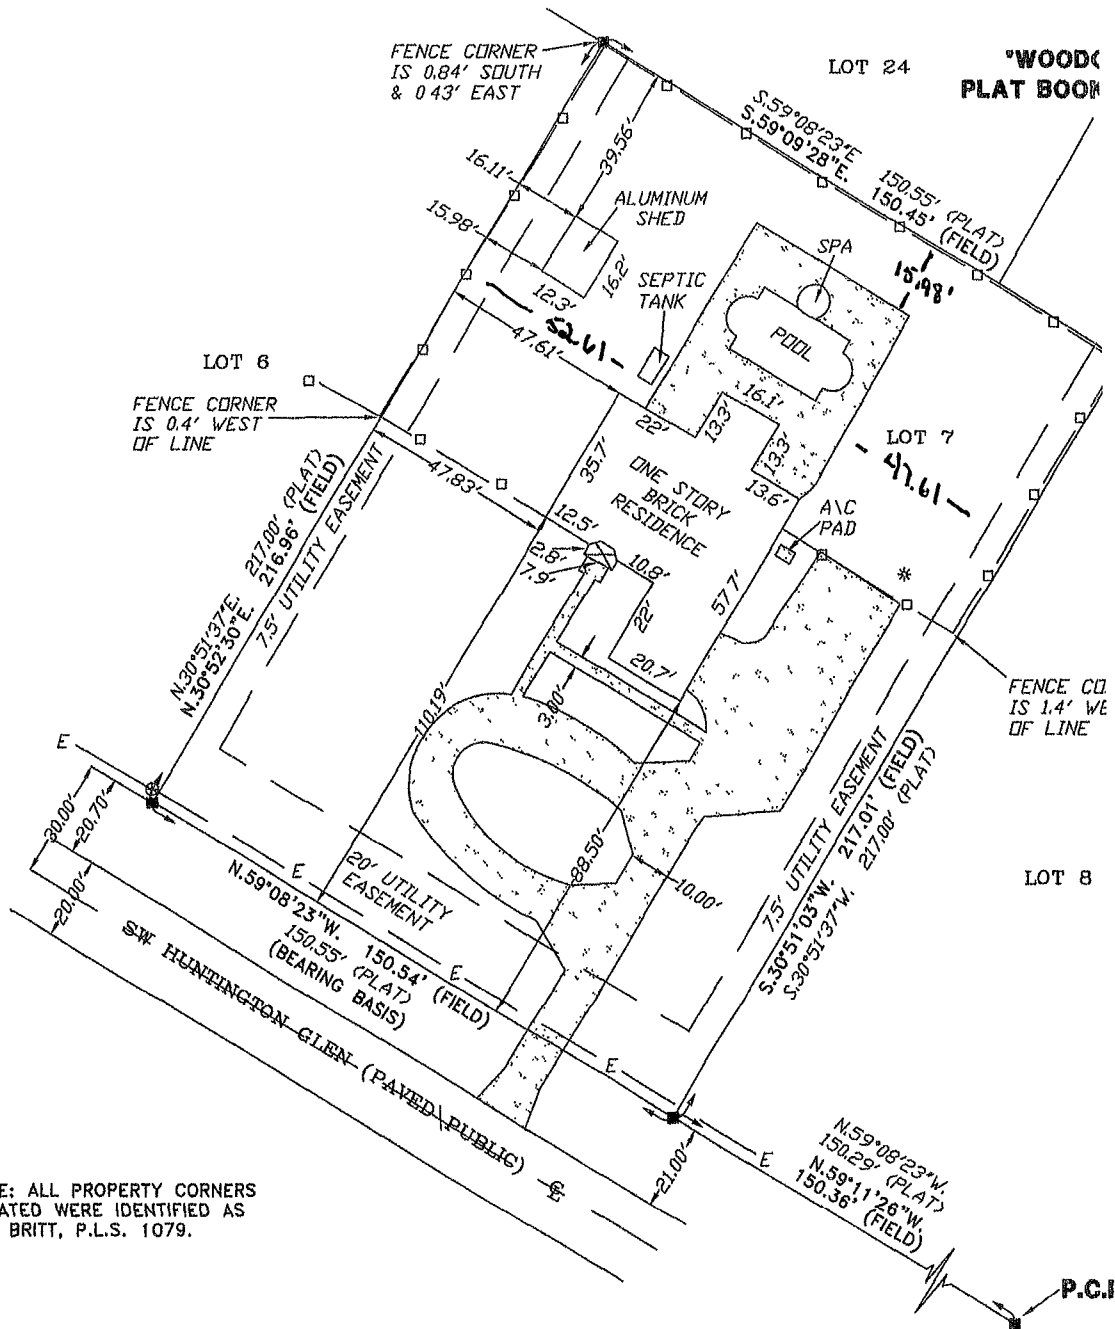 FENCE CORNER
IS 0.84' SOUTH
& 0.43' EAST
LOT 24
"WOOD
PLAT BOOK
S.59°08'23"E
S.59°09'28"E.
150.55' (PLAT)
150.45' (FIELD)
39.56'
16.11'
15.98'
ALUMINUM
SHED
16.2'
12.3'
SPA
15.98'
SEPTIC
TANK
POOL
52.61
47.61'
LOT 6
FENCE CORNER
IS 0.4' WEST
OF LINE
16.1'
22'
13.3'
13.3'
13.6'
LOT 7
47.61
35.7'
ONE STORY
BRICK
RESIDENCE
A\C
PAD
47.83'
12.5'
2.8'
7.9'
10.8'
22'
57.7'
20.7'
3.00'
N.30°51'37"E. 217.00' (PLAT)
N.30°52'30"E. 216.96' (FIELD)
7.5' UTILITY EASEMENT
FENCE CO
IS 1.4' WE
OF LINE
110.19'
E
30.00'
20.70'
20.00'
88.50'
10.00'
7.5' UTILITY EASEMENT
S.30°51'03"W. 217.01' (FIELD)
S.30°51'37"W. 217.00' (PLAT)
LOT 8
E
20' UTILITY
EASEMENT
N.59°08'23"W. 150.54' (FIELD)
150.55' (PLAT)
(BEARING BASIS)
E
SW HUNTINGTON GLEN (PAVED\PUBLIC) CL
E
E
21.00'
N.59°08'23"W.
150.29' (PLAT)
N.59°11'26"W.
150.36' (FIELD)
E: ALL PROPERTY CORNERS
ATED WERE IDENTIFIED AS
BRITT, P.L.S. 1079.
P.C.